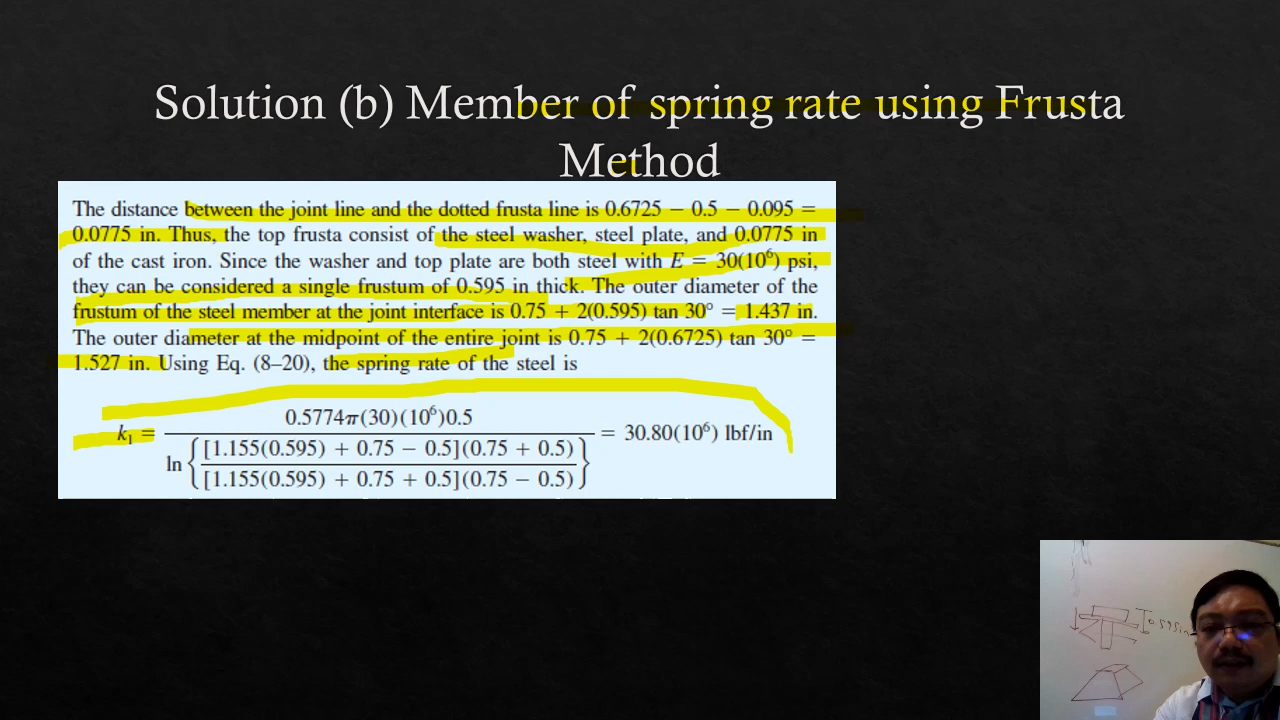 Solution (b) Member of spring rate using Frusta
Method
The distance between the joint line and the dotted frusta line is 0.6725 − 0.5 − 0.095 =
0.0775 in. Thus, the top frusta consist of the steel washer, steel plate, and 0.0775 in
of the cast iron. Since the washer and top plate are both steel with E = 30(10⁶) psi,
they can be considered a single frustum of 0.595 in thick. The outer diameter of the
frustum of the steel member at the joint interface is 0.75 + 2(0.595) tan 30° = 1.437 in.
The outer diameter at the midpoint of the entire joint is 0.75 + 2(0.6725) tan 30° =
1.527 in. Using Eq. (8–20), the spring rate of the steel is
0.5774π(30)(10⁶)0.5
k₁ = = 30.80(10⁶) lbf/in
ln { [1.155(0.595) + 0.75 − 0.5](0.75 + 0.5) }
[1.155(0.595) + 0.75 + 0.5](0.75 − 0.5)
0.595in